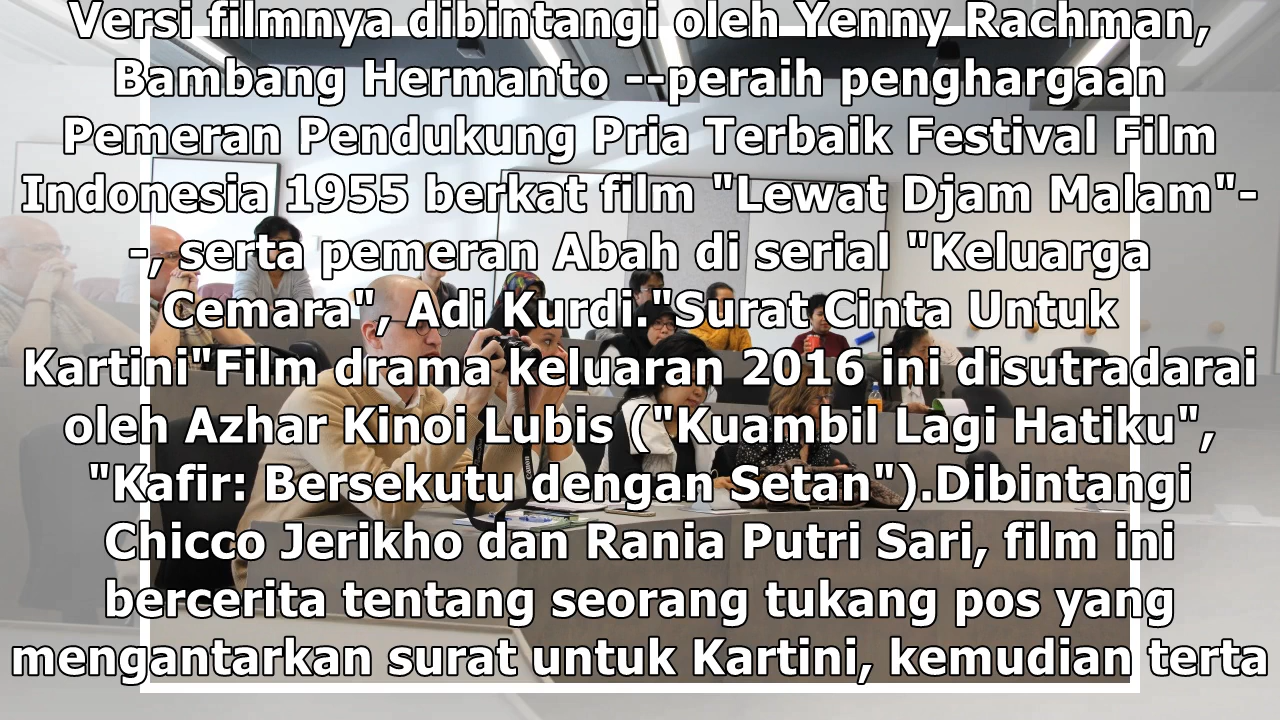 Versi filmnya dibintangi oleh Yenny Rachman,
Bambang Hermanto --peraih penghargaan
Pemeran Pendukung Pria Terbaik Festival Film
Indonesia 1955 berkat film "Lewat Djam Malam"-
-, serta pemeran Abah di serial "Keluarga
Cemara", Adi Kurdi."Surat Cinta Untuk
Kartini"Film drama keluaran 2016 ini disutradarai
oleh Azhar Kinoi Lubis ("Kuambil Lagi Hatiku",
"Kafir: Bersekutu dengan Setan").Dibintangi
Chicco Jerikho dan Rania Putri Sari, film ini
bercerita tentang seorang tukang pos yang
mengantarkan surat untuk Kartini, kemudian terta
Canon